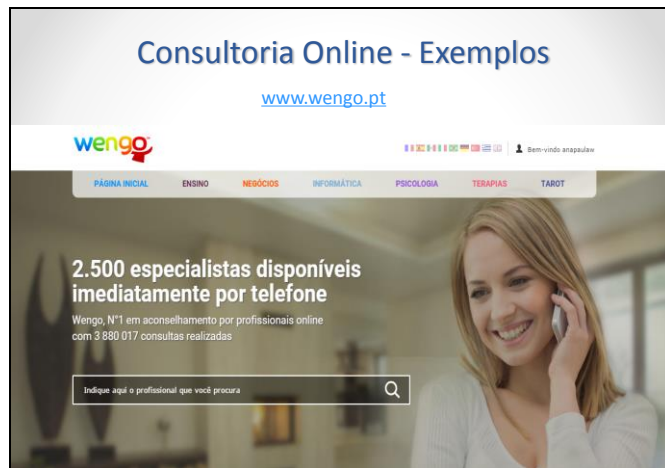 Consultoria Online - Exemplos
www.wengo.pt
wengo
Bem-vindo anapaulaw
PÁGINA INICIAL ENSINO NEGÓCIOS INFORMÁTICA PSICOLOGIA TERAPIAS TAROT
2.500 especialistas disponíveis
imediatamente por telefone
Wengo, N°1 em aconselhamento por profissionais online
com 3 880 017 consultas realizadas
Indique aqui o profissional que você procura